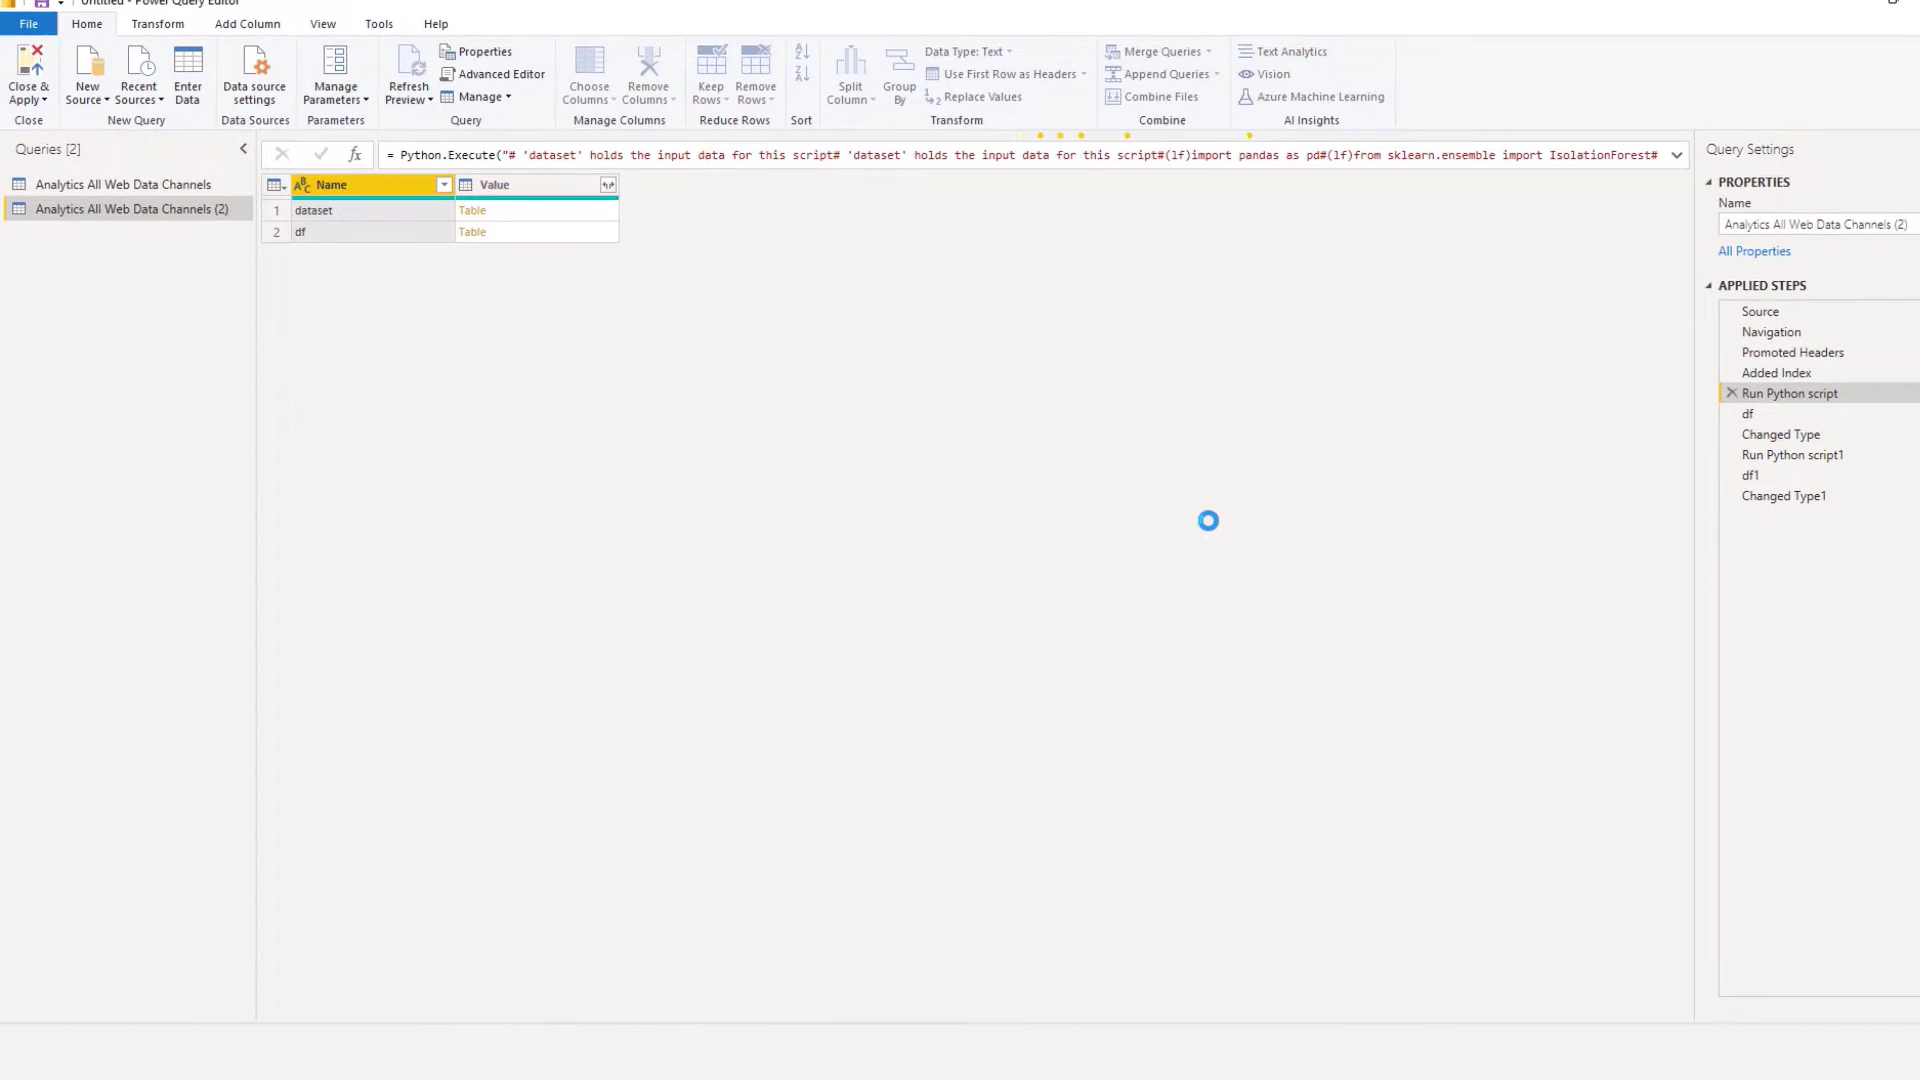 Untitled - Power Query Editor
File Home Transform Add Column View Tools Help
Close & Apply
New Source
Recent Sources
Enter Data
Data source settings
Manage Parameters
Refresh Preview
Properties
Advanced Editor
Manage
Choose Columns
Remove Columns
Keep Rows
Remove Rows
Split Column
Group By
Data Type: Text
Use First Row as Headers
Replace Values
Merge Queries
Append Queries
Combine Files
Text Analytics
Vision
Azure Machine Learning
Close New Query Data Sources Parameters Query Manage Columns Reduce Rows Sort Transform Combine AI Insights
Queries [2]
Analytics All Web Data Channels
Analytics All Web Data Channels (2)
fx = Python.Execute("# 'dataset' holds the input data for this script# 'dataset' holds the input data for this script#(lf)import pandas as pd#(lf)from sklearn.ensemble import IsolationForest#
Name Value
1 dataset Table
2 df Table
Query Settings
PROPERTIES
Name
Analytics All Web Data Channels (2)
All Properties
APPLIED STEPS
Source
Navigation
Promoted Headers
Added Index
Run Python script
df
Changed Type
Run Python script1
df1
Changed Type1